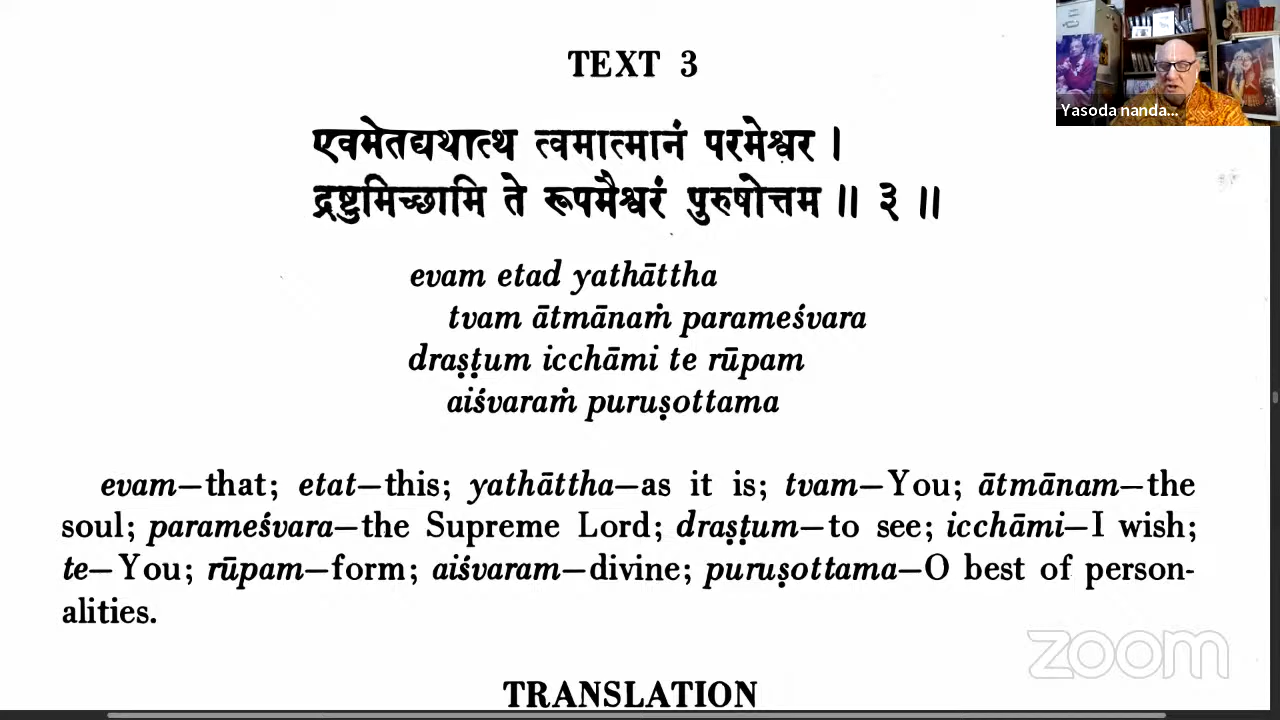 TEXT 3
एवमेतद्यथात्थ त्वमात्मानं परमेश्वर ।
द्रष्टुमिच्छामि ते रूपमैश्वरं पुरुषोत्तम ॥ ३ ॥
evam etad yathāttha
tvam ātmānaṁ parameśvara
draṣṭum icchāmi te rūpam
aiśvaraṁ puruṣottama
evam—that; etat—this; yathāttha—as it is; tvam—You; ātmānam—the
soul; parameśvara—the Supreme Lord; draṣṭum—to see; icchāmi—I wish;
te—You; rūpam—form; aiśvaram—divine; puruṣottama—O best of person-
alities.
TRANSLATION
Yasoda nanda...
zoom